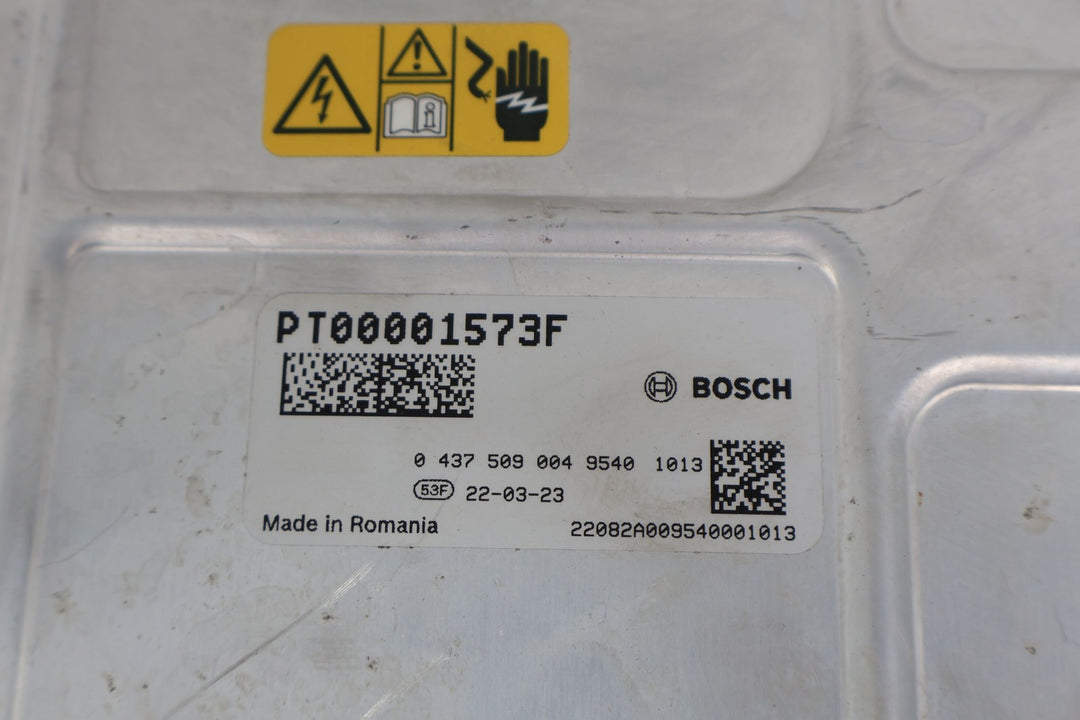 PT00001573F
BOSCH
0 437 509 004 9540 1013
53F 22-03-23
Made in Romania 22082A009540001013